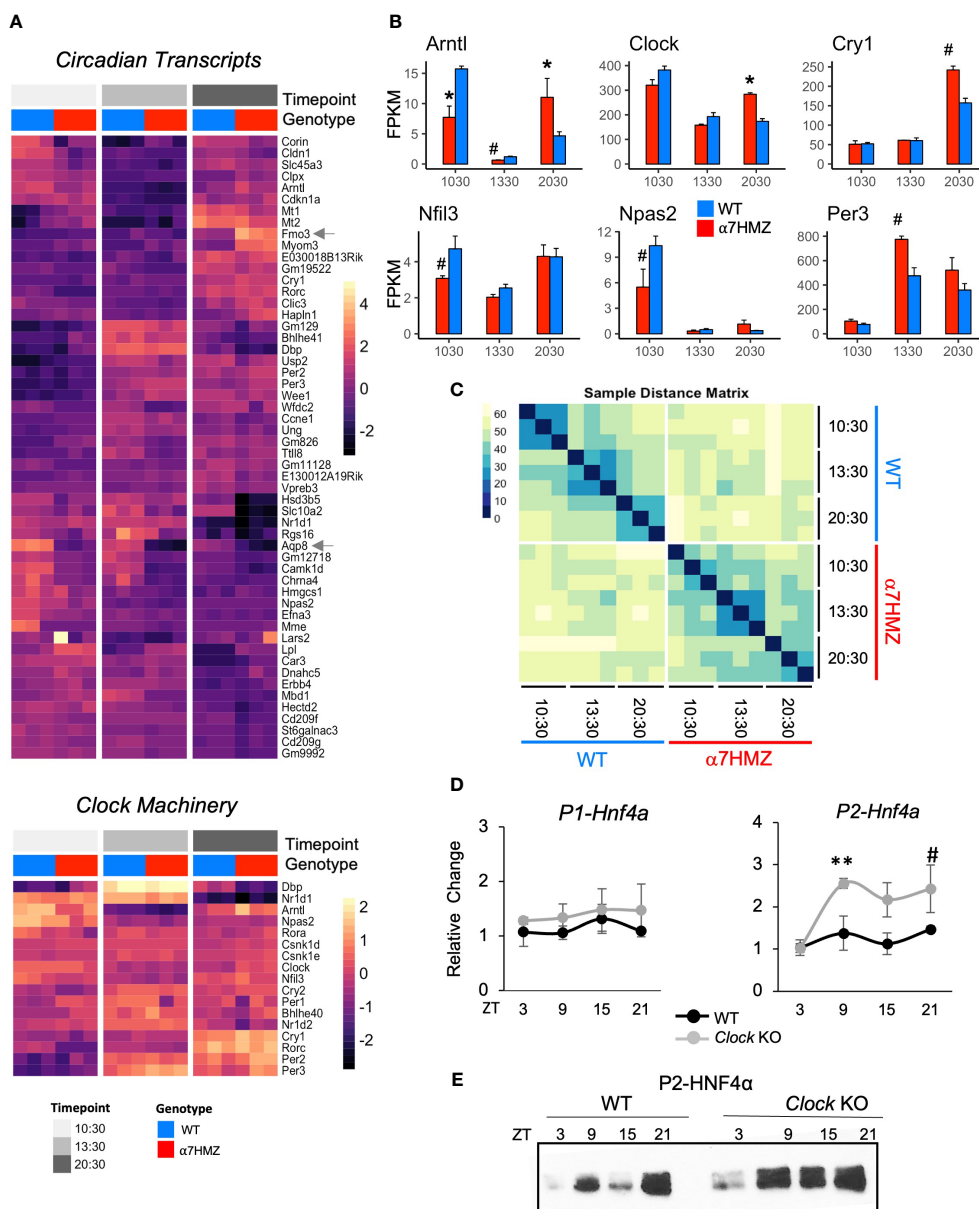 A
Circadian Transcripts
Timepoint
Genotype
Corin
Cldn1
Slc45a3
Clpx
Arntl
Cdkn1a
Mt1
Mt2
Fmo3
Myom3
E030018B13Rik
Gm19522
Cry1
Rorc
Clic3
Hapln1
Gm129
Bhlhe41
Dbp
Usp2
Per2
Per3
Wee1
Wfdc2
Ccne1
Ung
Gm826
Ttll8
Gm11128
E130012A19Rik
Vpreb3
Hsd3b5
Slc10a2
Nr1d1
Rgs16
Aqp8
Gm12718
Camk1d
Chrna4
Hmgcs1
Npas2
Efna3
Mme
Lars2
Lpl
Car3
Dnahc5
Erbb4
Mbd1
Hectd2
Cd209f
St6galnac3
Cd209g
Gm9992
4
2
0
-2
Clock Machinery
Timepoint
Genotype
Dbp
Nr1d1
Arntl
Npas2
Rora
Csnk1d
Csnk1e
Clock
Nfil3
Cry2
Per1
Bhlhe40
Nr1d2
Cry1
Rorc
Per2
Per3
2
1
0
-1
-2
Timepoint
10:30
13:30
20:30
Genotype
WT
α7HMZ
B
Arntl
FPKM
15
10
5
0
* # *
1030 1330 2030
Clock
400
300
200
100
0
*
1030 1330 2030
Cry1
250
200
150
100
50
0
#
1030 1330 2030
Nfil3
FPKM
4
2
0
#
1030 1330 2030
Npas2
12
9
6
3
0
#
1030 1330 2030
WT
α7HMZ
Per3
800
600
400
200
0
#
1030 1330 2030
C
Sample Distance Matrix
60
50
40
30
20
10
0
10:30
13:30
20:30
WT
10:30
13:30
20:30
α7HMZ
10:30 13:30 20:30 10:30 13:30 20:30
WT α7HMZ
D
P1-Hnf4a
Relative Change
3
2
1
0
ZT 3 9 15 21
P2-Hnf4a
4
3
2
1
0
** #
3 9 15 21
WT
Clock KO
E
P2-HNF4α
WT Clock KO
ZT 3 9 15 21 3 9 15 21